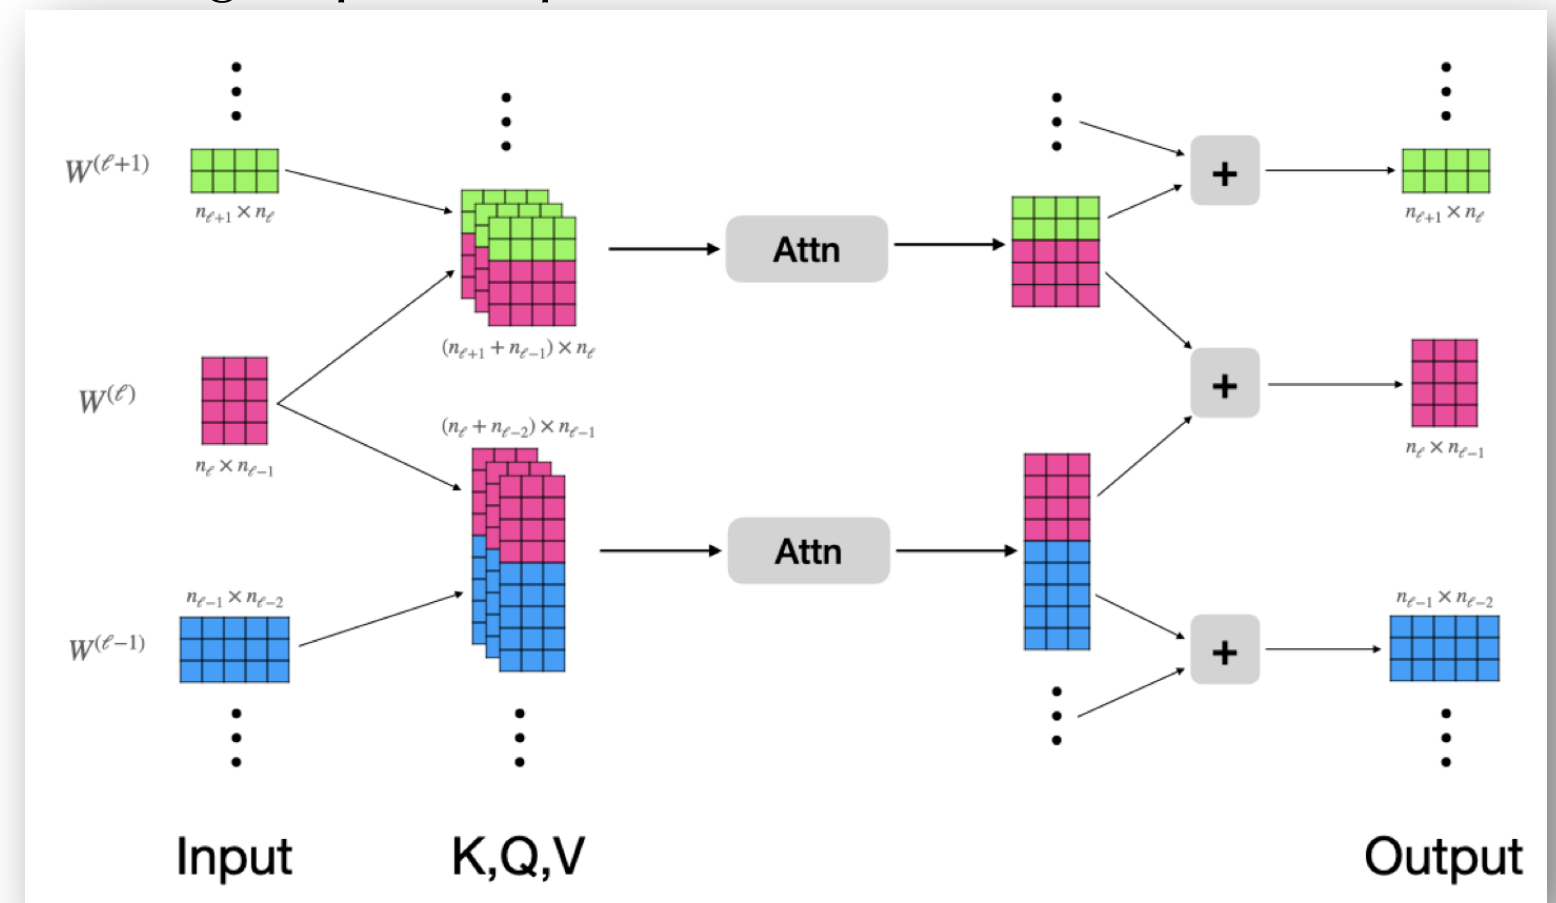 W^{(ℓ+1)}
n_{ℓ+1} × n_ℓ
W^{(ℓ)}
n_ℓ × n_{ℓ-1}
n_{ℓ-1} × n_{ℓ-2}
W^{(ℓ-1)}
(n_{ℓ+1} + n_{ℓ-1}) × n_ℓ
(n_ℓ + n_{ℓ-2}) × n_{ℓ-1}
Attn
Attn
+
+
+
n_{ℓ+1} × n_ℓ
n_ℓ × n_{ℓ-1}
n_{ℓ-1} × n_{ℓ-2}
Input
K,Q,V
Output